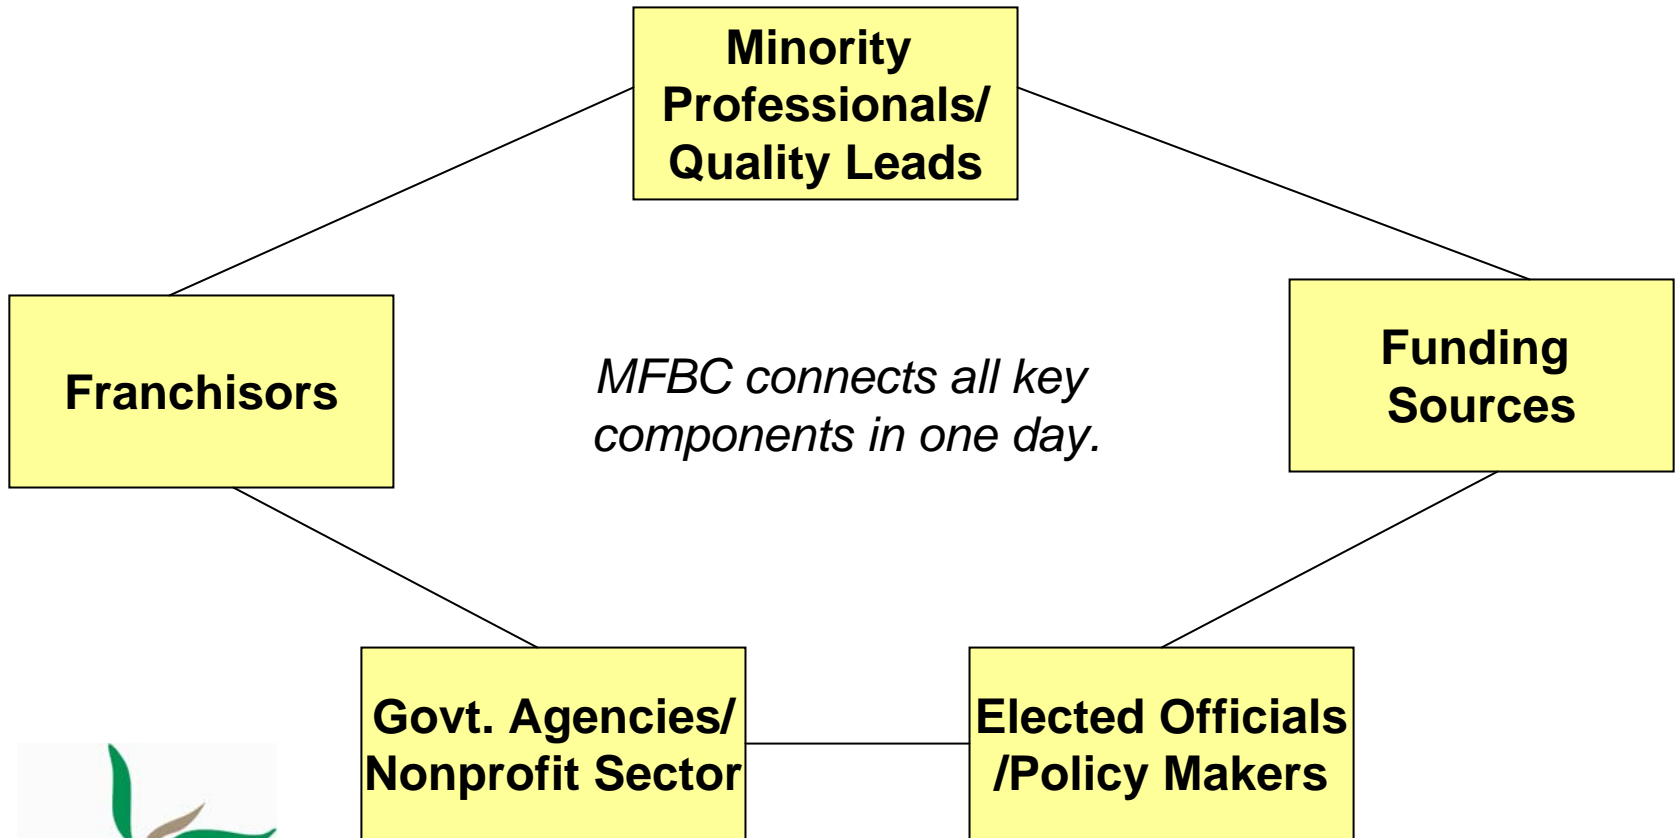 Minority
Professionals/
Quality Leads
Franchisors
MFBC connects all key
components in one day.
Funding
Sources
Govt. Agencies/
Nonprofit Sector
Elected Officials
/Policy Makers